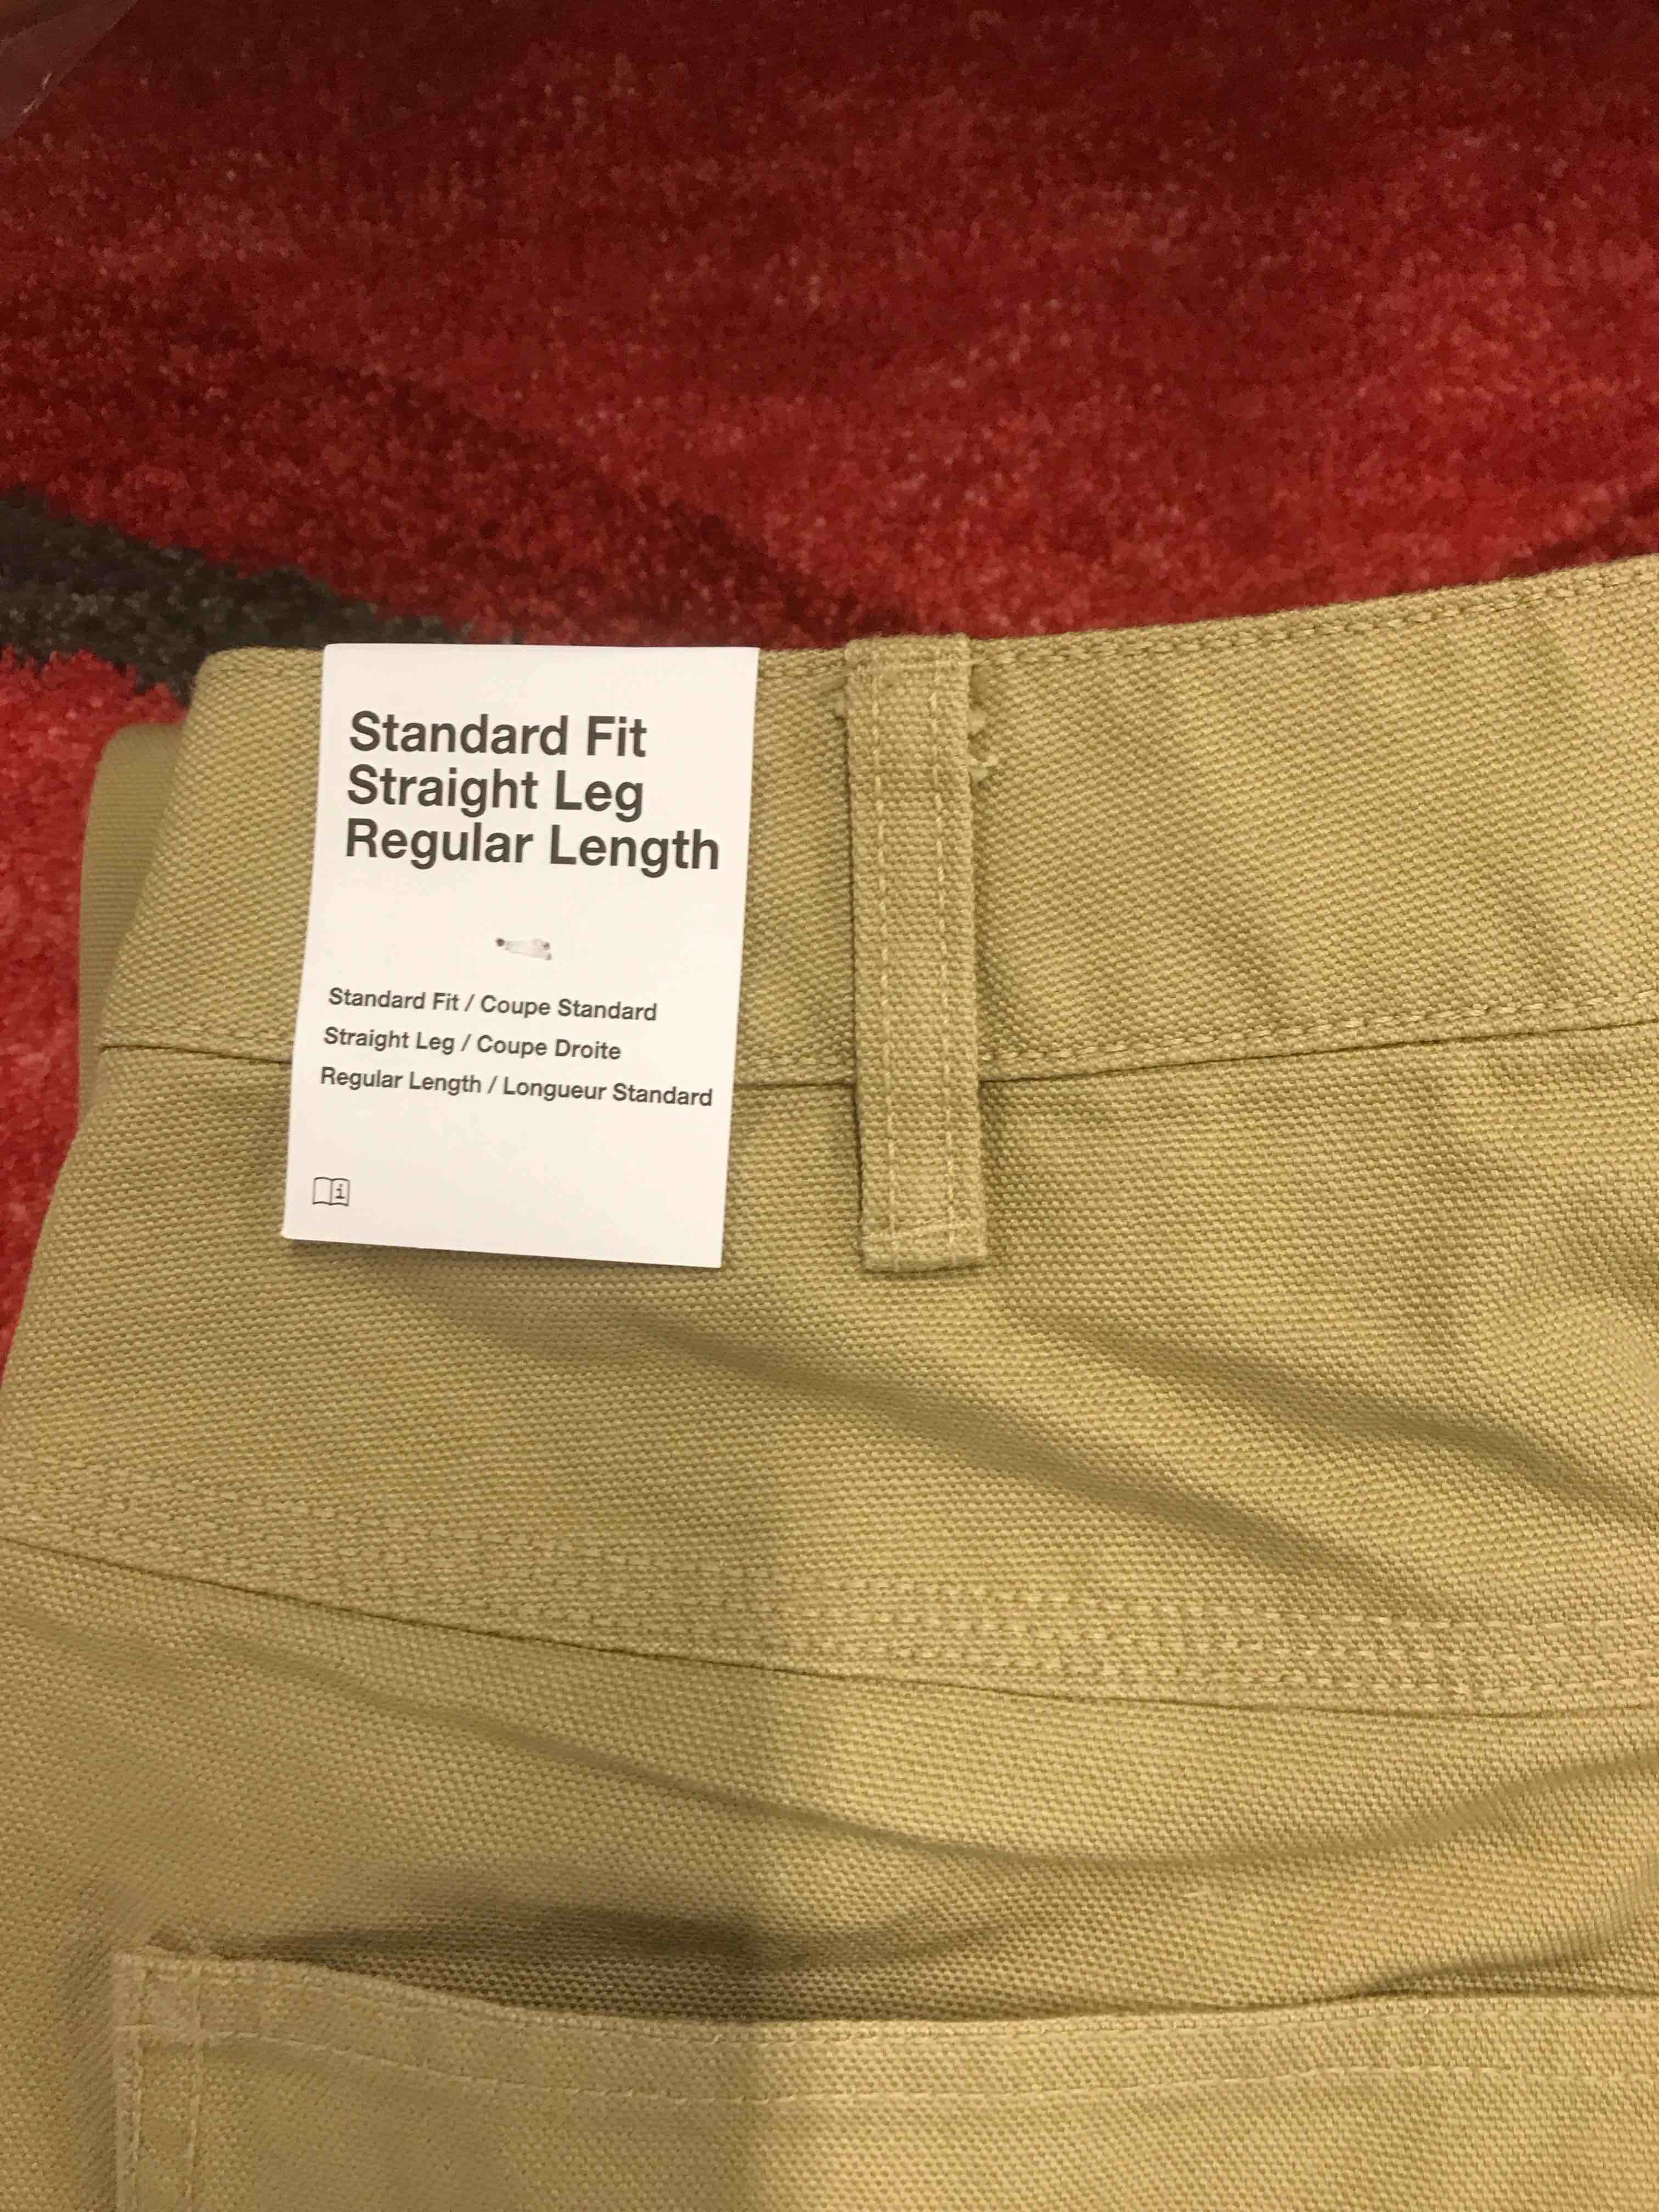 Standard Fit
Straight Leg
Regular Length
Standard Fit / Coupe Standard
Straight Leg / Coupe Droite
Regular Length / Longueur Standard
i